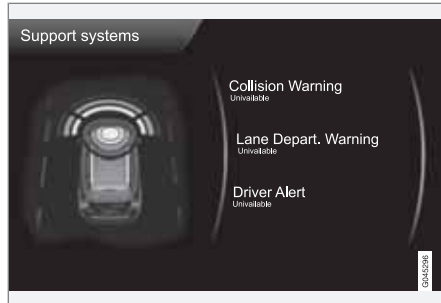 Support systems
Collision Warning
Univailable
Lane Depart. Warning
Univailable
Driver Alert
Univailable
G045296